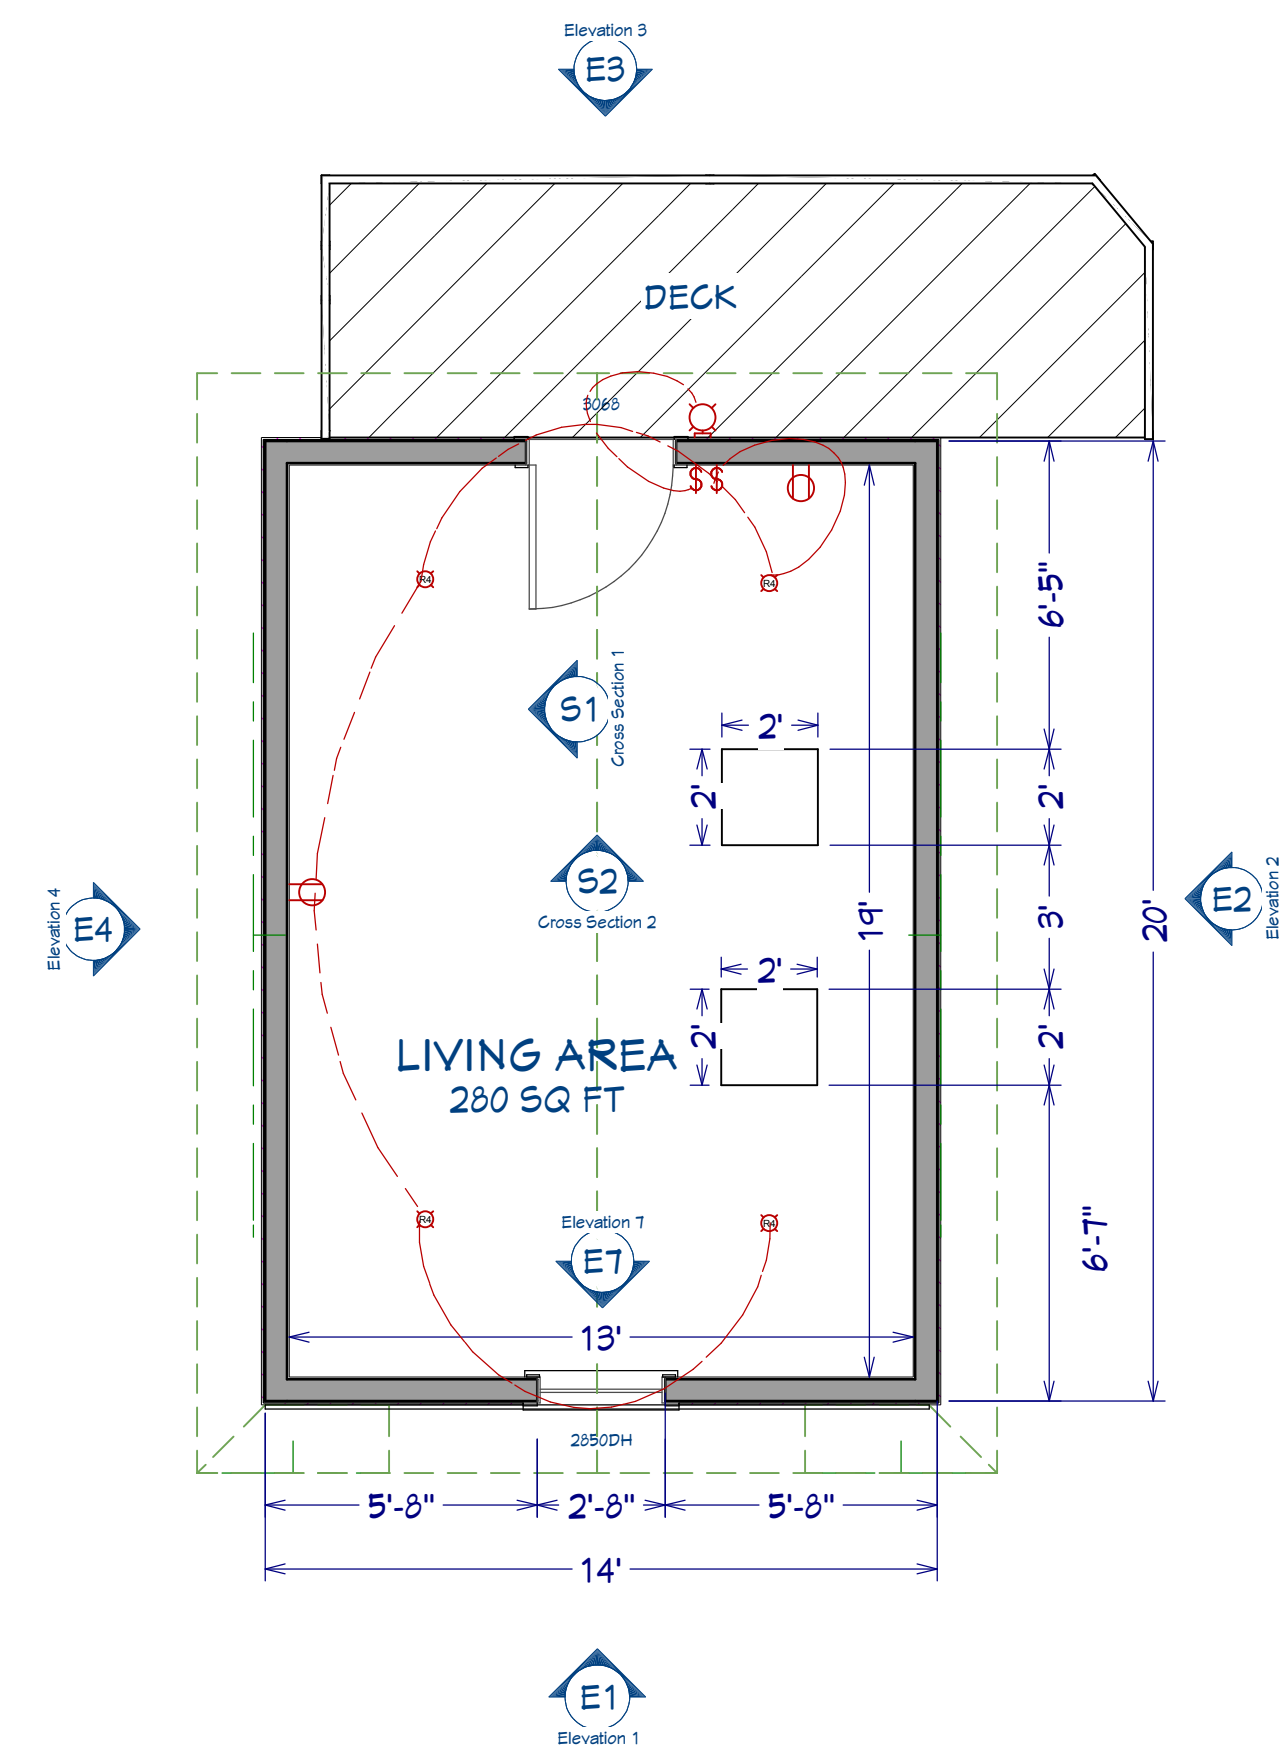 Elevation 3
E3
DECK
3068
$ $
R4
R4
6'-5"
S1
Cross Section 1
2'
2'
2'
S2
Cross Section 2
Elevation 4
E4
19'
3'
20'
E2
Elevation 2
2'
2'
2'
LIVING AREA
280 SQ FT
R4
R4
Elevation 7
E7
6'-7"
13'
2850DH
5'-8"
2'-8"
5'-8"
14'
E1
Elevation 1